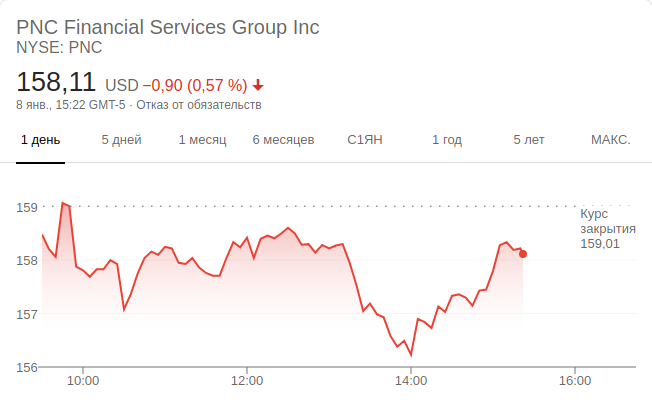 PNC Financial Services Group Inc
NYSE: PNC
158,11 USD −0,90 (0,57 %)
8 янв., 15:22 GMT-5 · Отказ от обязательств
1 день 5 дней 1 месяц 6 месяцев С1ЯН 1 год 5 лет МАКС.
159
Курс
закрытия
159,01
158
157
156
10:00 12:00 14:00 16:00